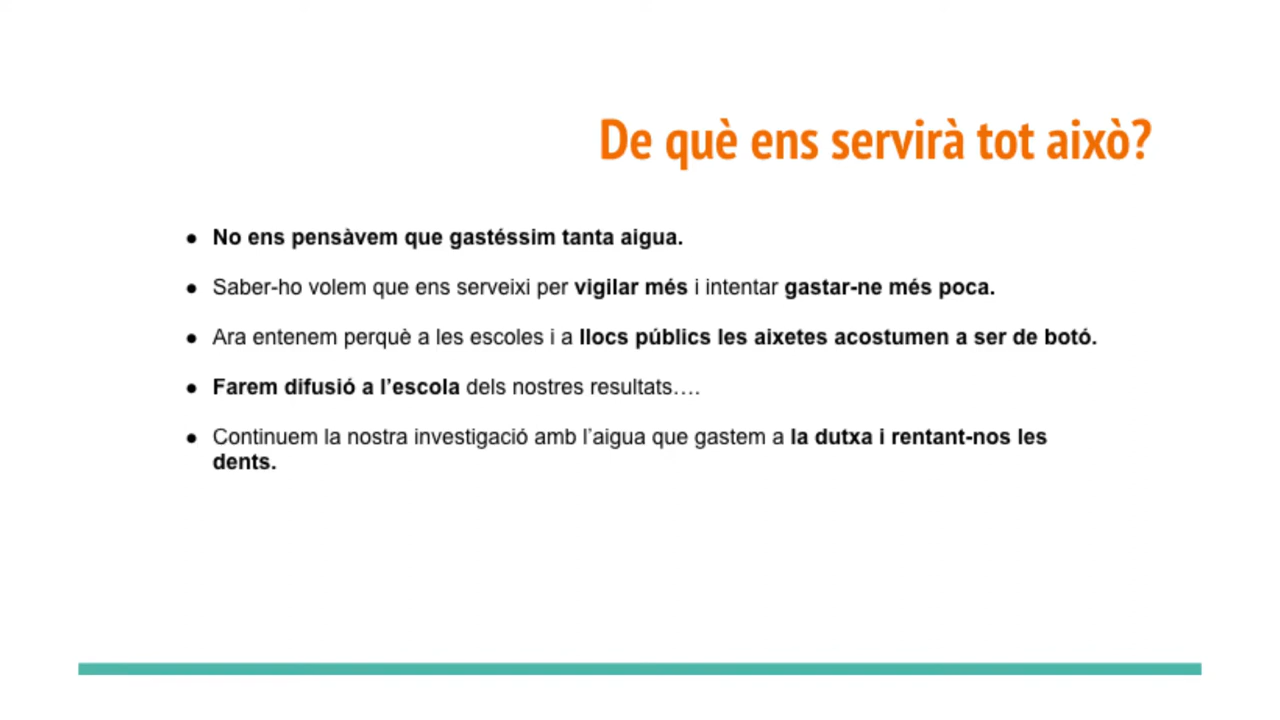 De què ens servirà tot això?
● No ens pensàvem que gastéssim tanta aigua.
● Saber-ho volem que ens serveixi per vigilar més i intentar gastar-ne més poca.
● Ara entenem perquè a les escoles i a llocs públics les aixetes acostumen a ser de botó.
● Farem difusió a l’escola dels nostres resultats….
● Continuem la nostra investigació amb l’aigua que gastem a la dutxa i rentant-nos les
dents.